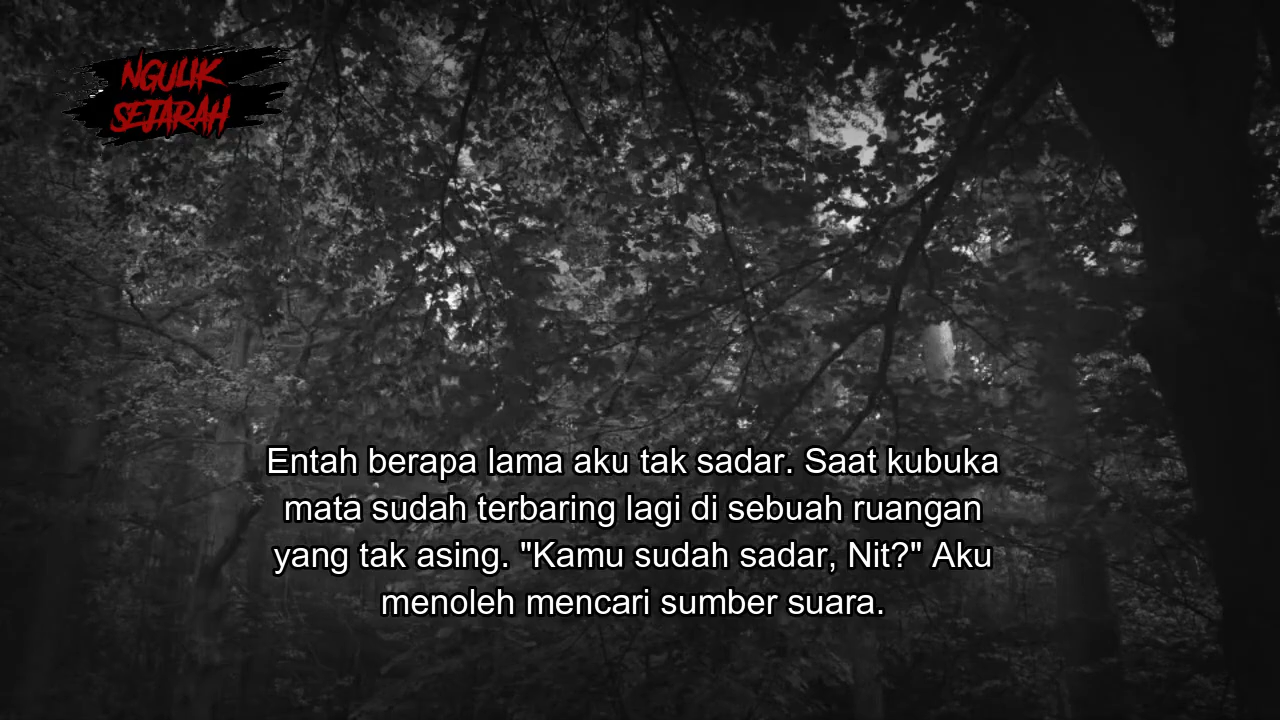 NGULIK
SEJARAH
Entah berapa lama aku tak sadar. Saat kubuka
mata sudah terbaring lagi di sebuah ruangan
yang tak asing. "Kamu sudah sadar, Nit?" Aku
menoleh mencari sumber suara.